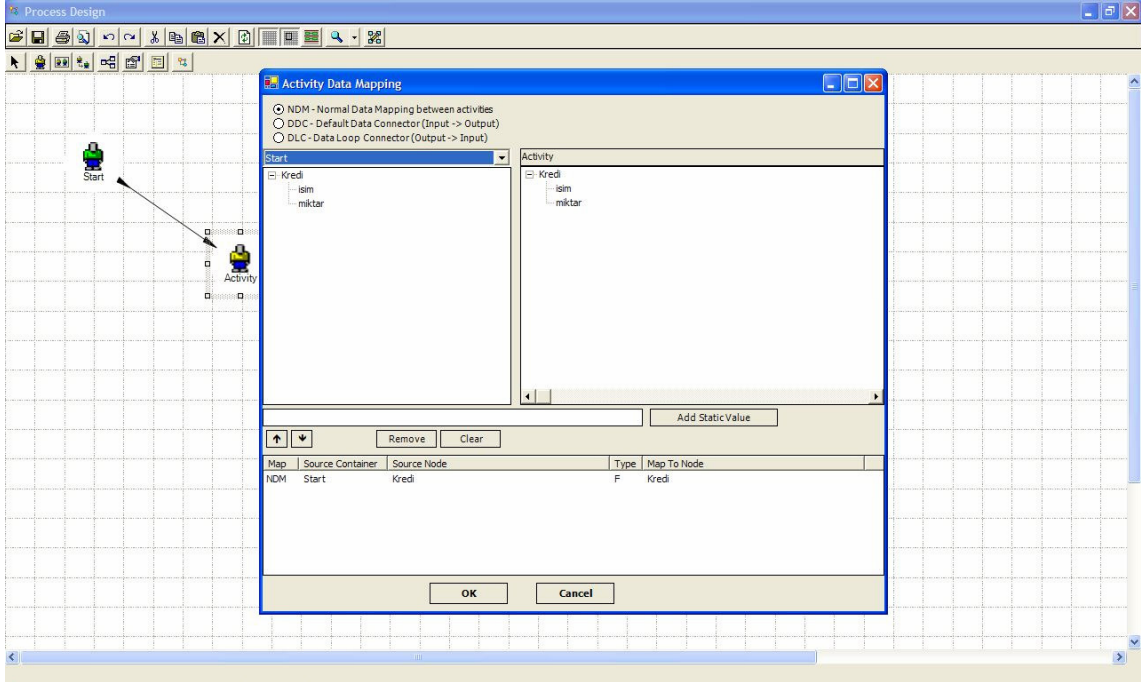 Process Design
Activity Data Mapping
NDM - Normal Data Mapping between activities
DDC - Default Data Connector (Input -> Output)
DLC - Data Loop Connector (Output -> Input)
Start
Activity
Kredi
isim
miktar
Kredi
isim
miktar
Start
Activity
Add Static Value
Remove Clear
Map Source Container Source Node Type Map To Node
NDM Start Kredi F Kredi
OK Cancel